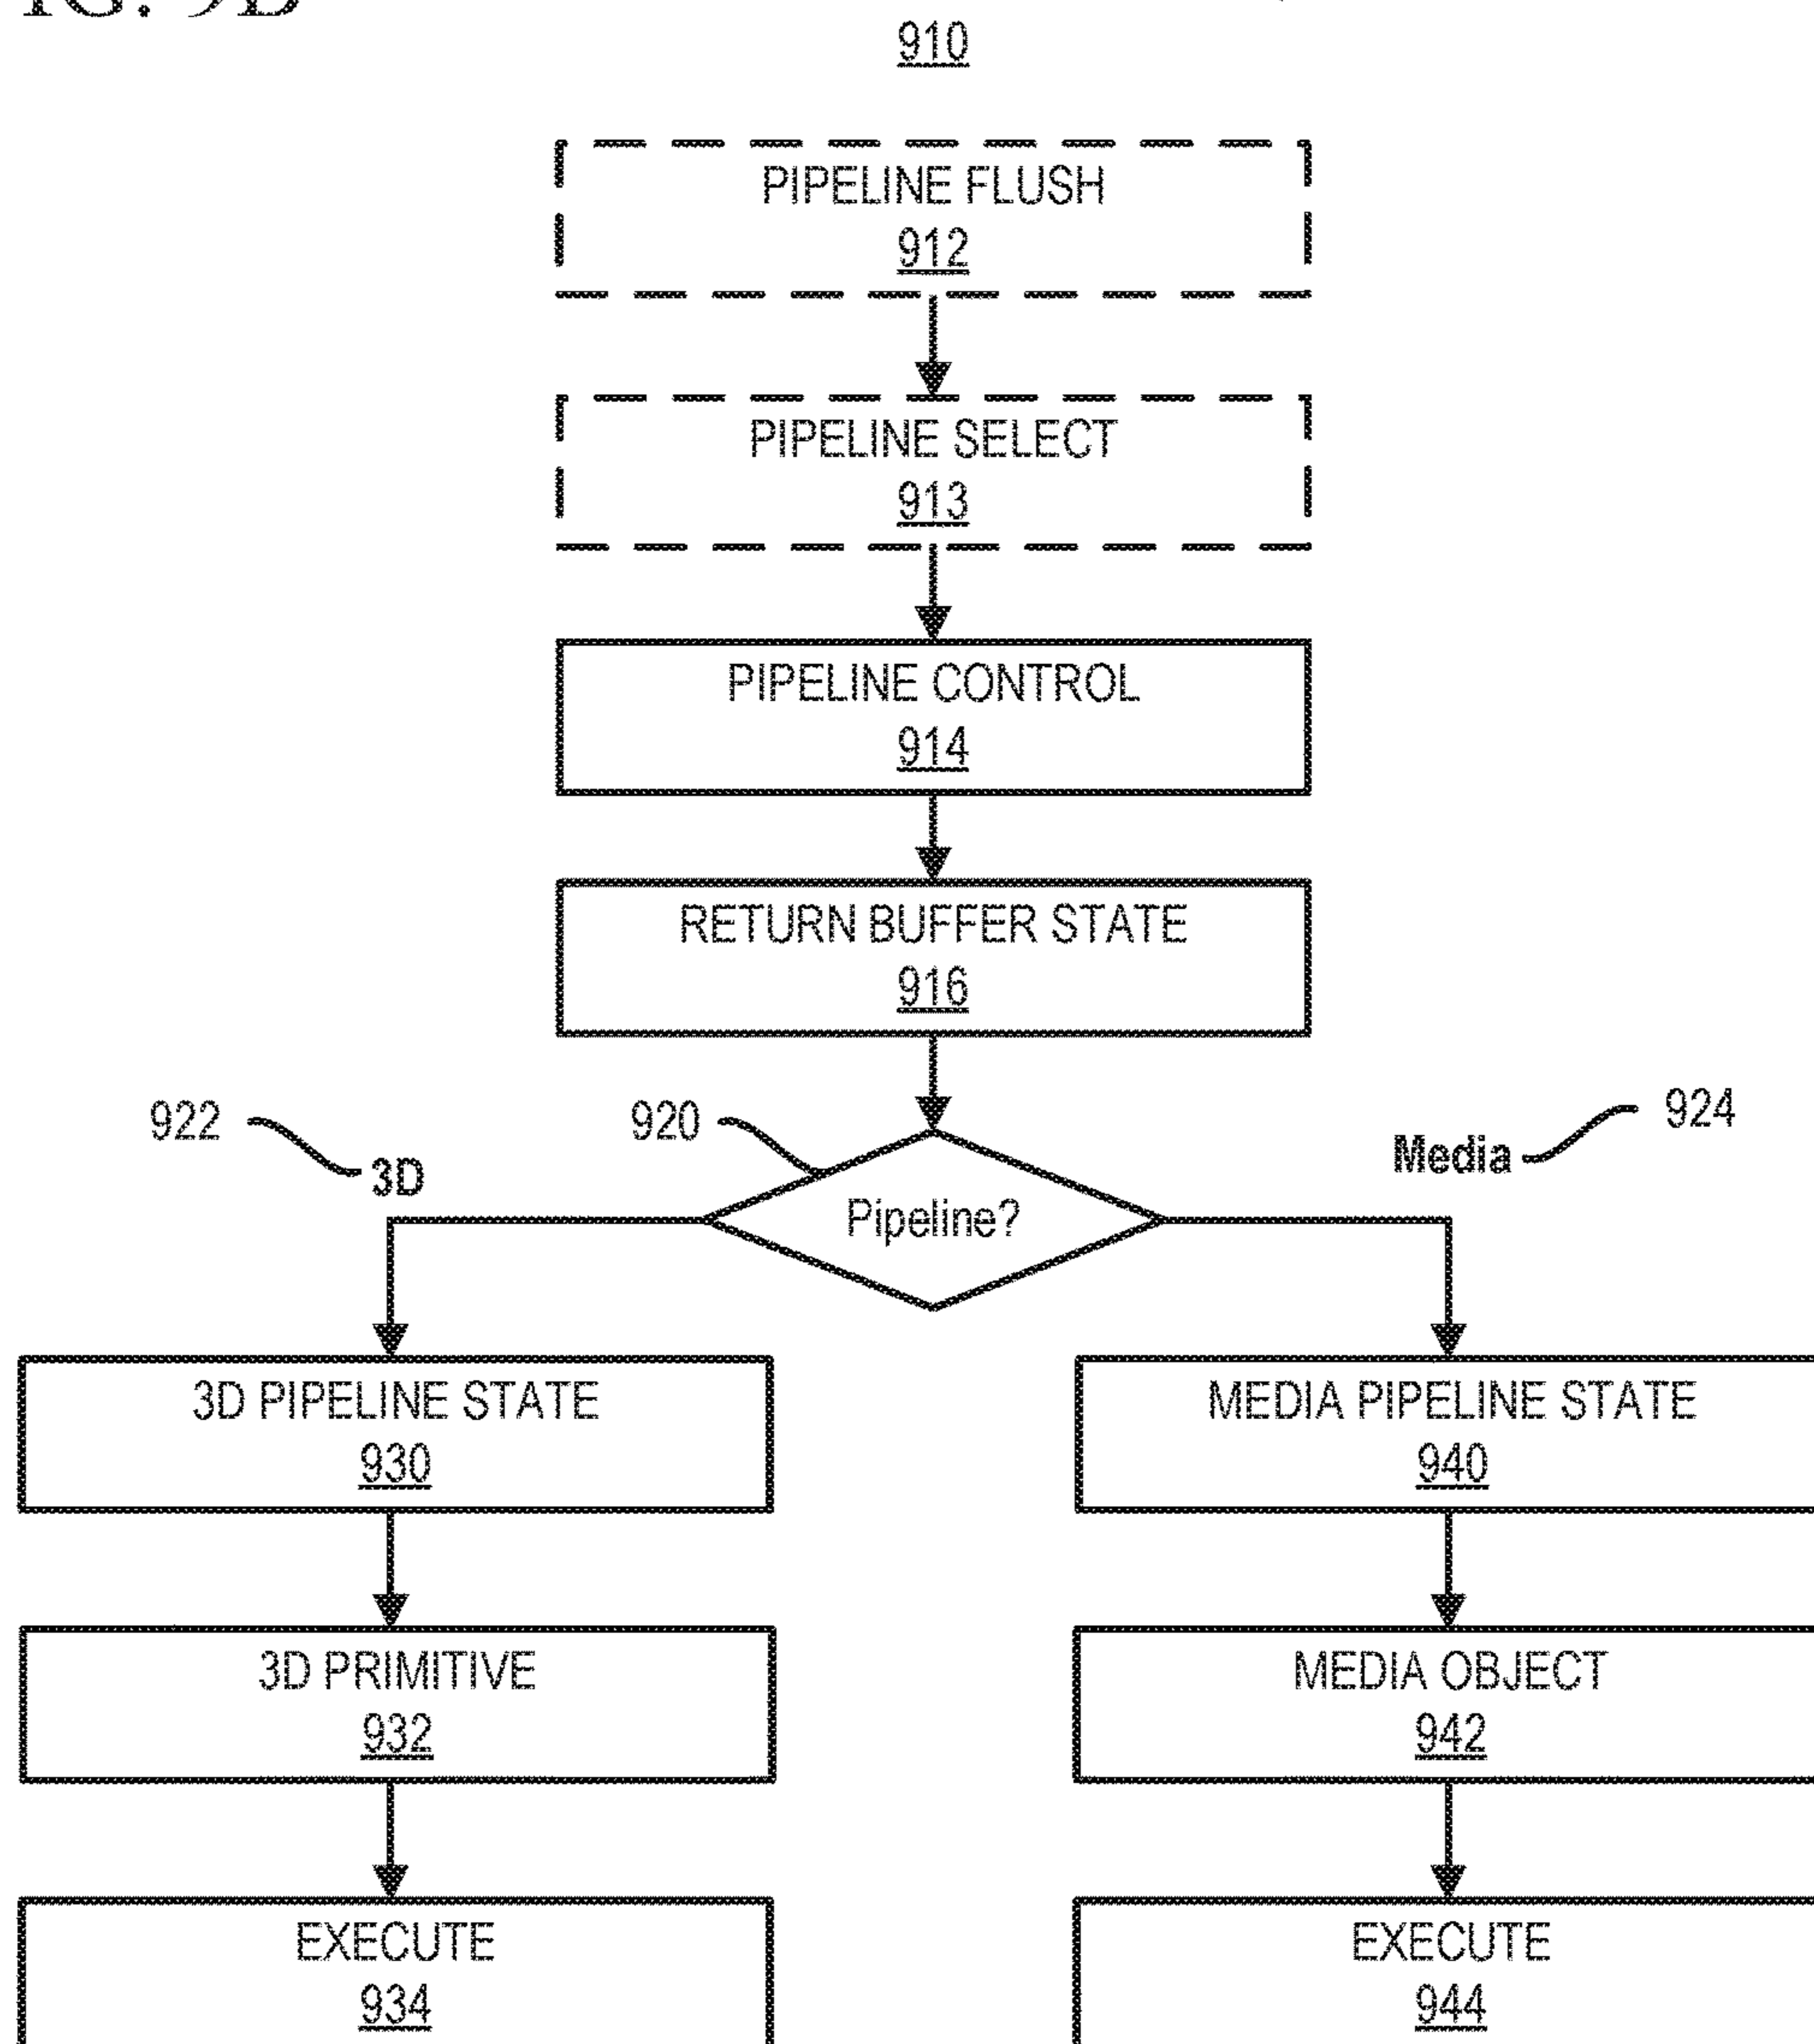 IG. 9B
910
PIPELINE FLUSH
912
PIPELINE SELECT
913
PIPELINE CONTROL
914
RETURN BUFFER STATE
916
922
920
924
3D
Media
Pipeline?
3D PIPELINE STATE
930
MEDIA PIPELINE STATE
940
3D PRIMITIVE
932
MEDIA OBJECT
942
EXECUTE
934
EXECUTE
944